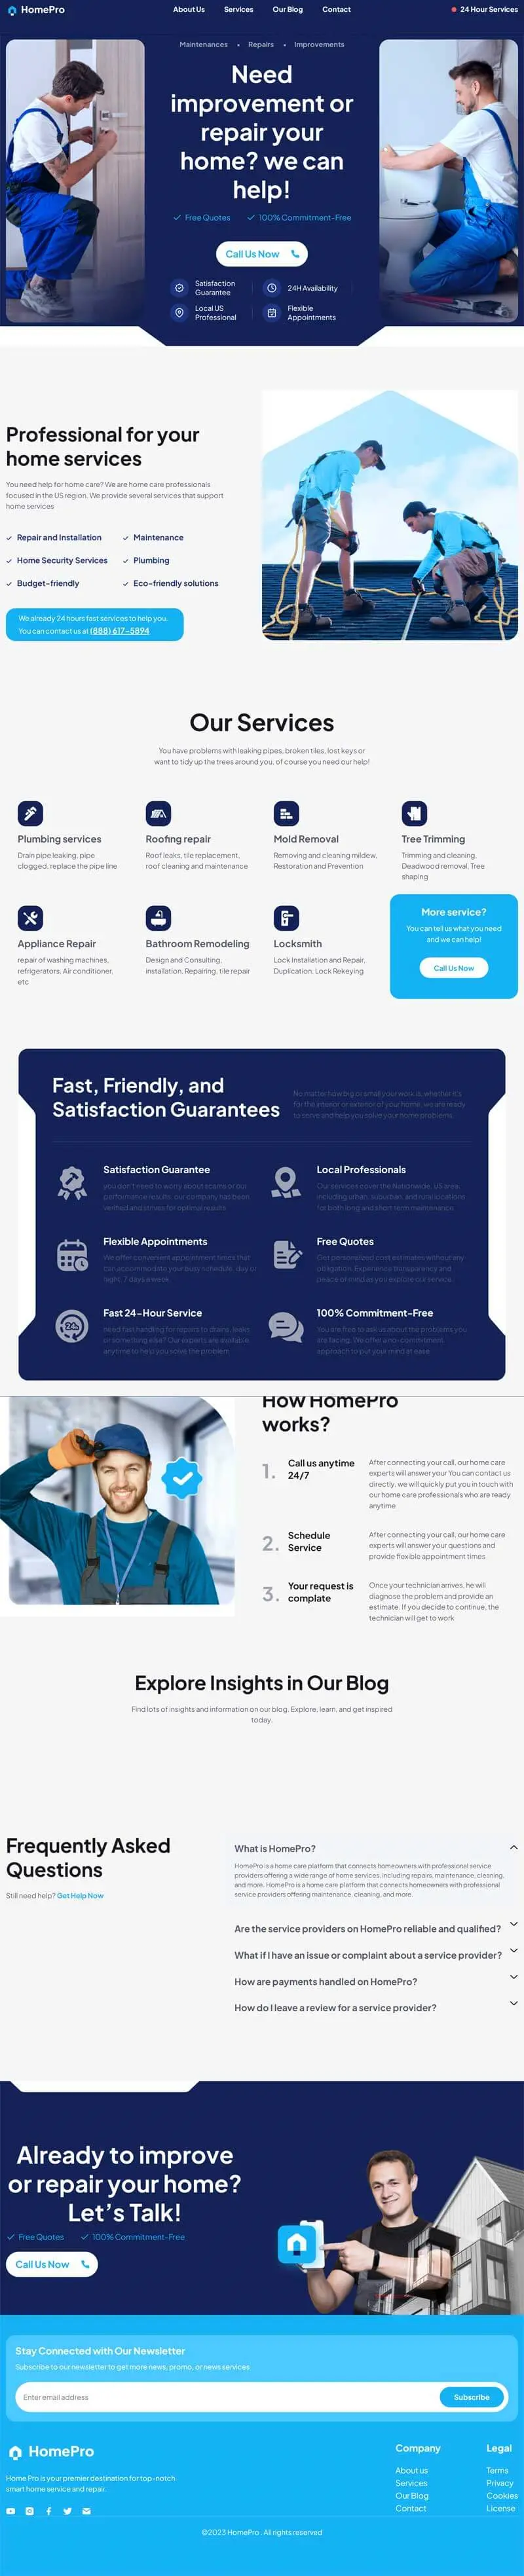 HomePro
About Us
Services
Our Blog
Contact
24 Hour Services
Maintenances • Repairs • Improvements
Need
improvement or
repair your
home? we can
help!
Free Quotes
100% Commitment-Free
Call Us Now
Satisfaction
Guarantee
24H Availability
Local US
Professional
Flexible
Appointments
Professional for your
home services
You need help for home care? We are home care professionals
focused in the US region. We provide several services that support
home services
Repair and Installation
Maintenance
Home Security Services
Plumbing
Budget-friendly
Eco-friendly solutions
We already 24 hours fast services to help you.
You can contact us at (888) 617-5894
Our Services
You have problems with leaking pipes, broken tiles, lost keys or
want to tidy up the trees around you, of course you need our help!
Plumbing services
Drain pipe leaking, pipe
clogged, replace the pipe line
Roofing repair
Roof leaks, tile replacement,
roof cleaning and maintenance
Mold Removal
Removing and cleaning mildew,
Restoration and Prevention
Tree Trimming
Trimming and cleaning,
Deadwood removal, Tree
shaping
Appliance Repair
repair of washing machines,
refrigerators, Air conditioner,
etc
Bathroom Remodeling
Design and Consulting,
installation, Repairing, tile repair
Locksmith
Lock Installation and Repair,
Duplication, Lock Rekeying
More service?
You can tell us what you need
and we can help!
Call Us Now
Fast, Friendly, and
Satisfaction Guarantees
No matter how big or small your work is, whether it's
for the interior or exterior of your home, we are ready
to serve and help you solve your home problems.
Satisfaction Guarantee
you don't need to worry about scams or our
performance results, our company has been
verified and strives for optimal results
Local Professionals
Our services cover the Nationwide, US area,
including urban, suburban, and rural locations
for both long and short term maintenance.
Flexible Appointments
We offer convenient appointment times that
can accommodate your busy schedule, day or
night, 7 days a week.
Free Quotes
Get personalized cost estimates without any
obligation. Experience transparency and
peace of mind as you explore our service.
Fast 24-Hour Service
Need fast handling for repairs to drains, leaks
or something else? Our experts are available
anytime to help you solve the problem.
100% Commitment-Free
You are free to ask us about the problems you
are facing. We offer a no-commitment
approach to put your mind at ease.
How HomePro
works?
1.
Call us anytime
24/7
After connecting your call, our home care
experts will answer your You can contact us
directly, we will quickly put you in touch with
our home care professionals who are ready
anytime
2.
Schedule
Service
After connecting your call, our home care
experts will answer your questions and
provide flexible appointment times
3.
Your request is
complate
Once your technician arrives, he will
diagnose the problem and provide an
estimate. If you decide to continue, the
technician will get to work
Explore Insights in Our Blog
Find lots of insights and information on our blog. Explore, learn, and get inspired
today.
Frequently Asked
Questions
Still need help? Get Help Now
What is HomePro?
HomePro is a home care platform that connects homeowners with professional service
providers offering a wide range of home services, including repairs, maintenance, cleaning,
and more. HomePro is a home care platform that connects homeowners with professional
service providers offering maintenance, cleaning, and more.
Are the service providers on HomePro reliable and qualified?
What if I have an issue or complaint about a service provider?
How are payments handled on HomePro?
How do I leave a review for a service provider?
Already to improve
or repair your home?
Let's Talk!
Free Quotes
100% Commitment-Free
Call Us Now
Stay Connected with Our Newsletter
Subscribe to our newsletter to get more news, promo, or news services
Enter email address
Subscribe
HomePro
Home Pro is your premier destination for top-notch
smart home service and repair.
Company
About us
Services
Our Blog
Contact
Legal
Terms
Privacy
Cookies
License
©2023 HomePro . All rights reserved